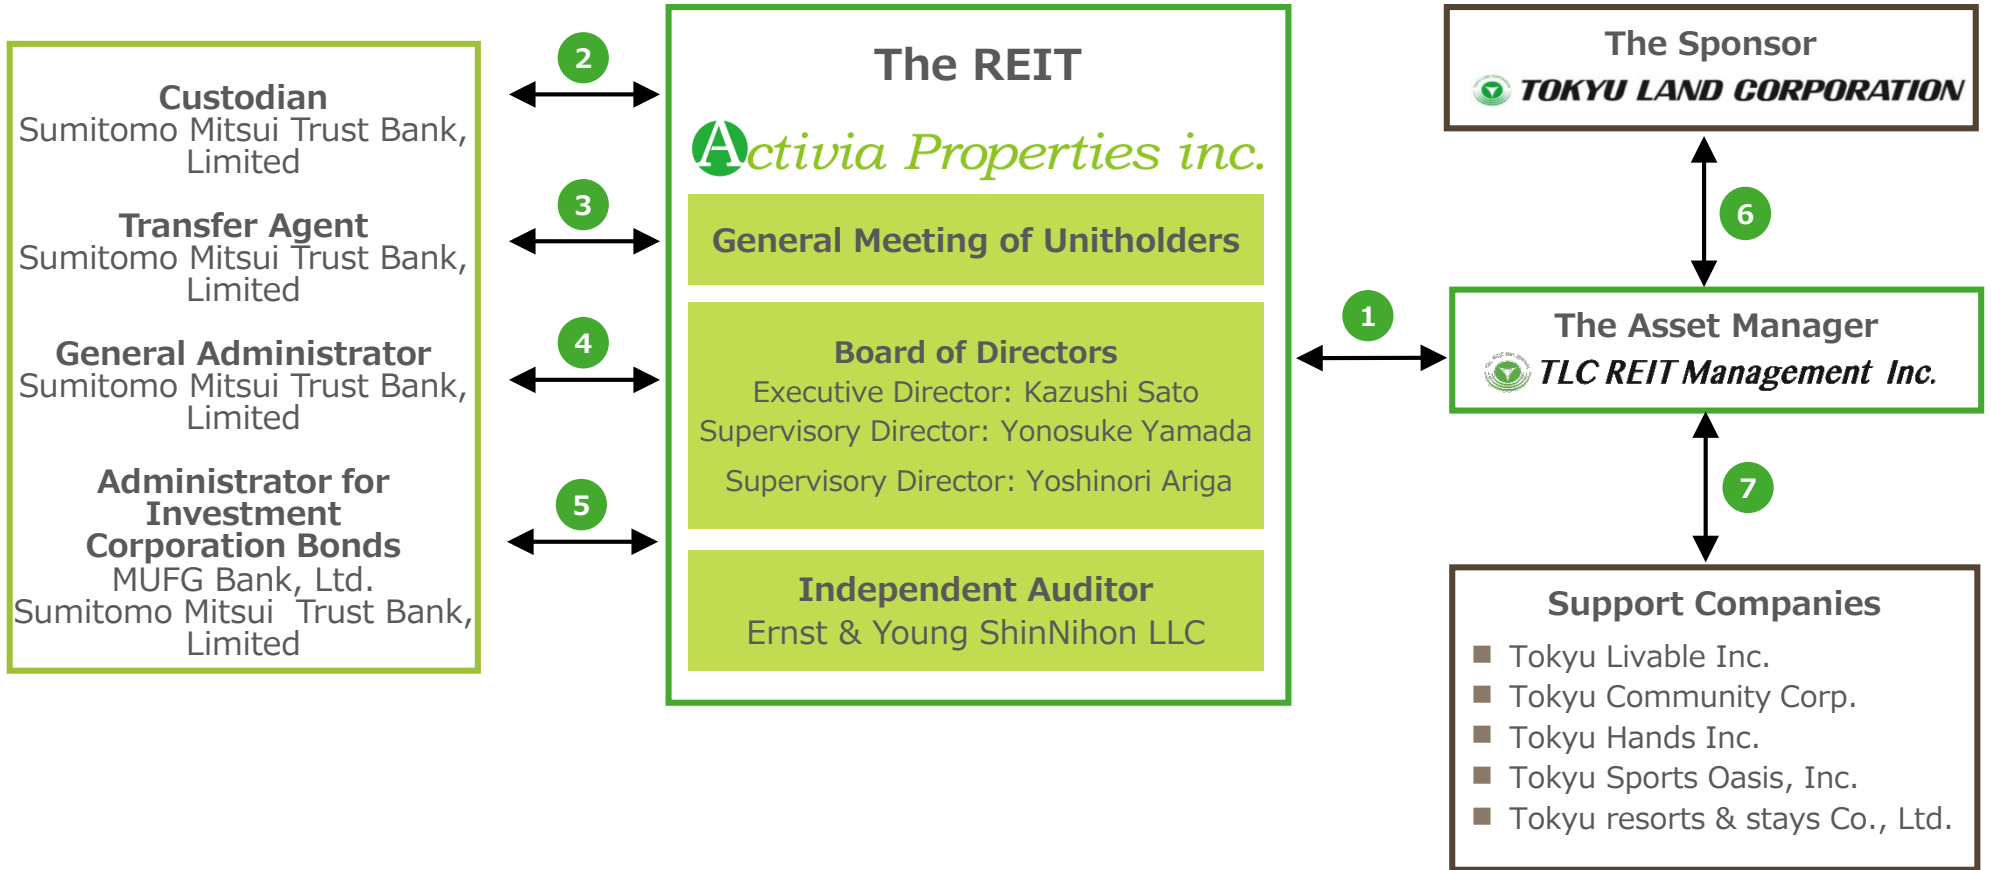 Custodian
Sumitomo Mitsui Trust Bank,
Limited
Transfer Agent
Sumitomo Mitsui Trust Bank,
Limited
General Administrator
Sumitomo Mitsui Trust Bank,
Limited
Administrator for
Investment
Corporation Bonds
MUFG Bank, Ltd.
Sumitomo Mitsui Trust Bank,
Limited
2
3
4
5
The REIT
Activia Properties inc.
General Meeting of Unitholders
Board of Directors
Executive Director: Kazushi Sato
Supervisory Director: Yonosuke Yamada
Supervisory Director: Yoshinori Ariga
Independent Auditor
Ernst & Young ShinNihon LLC
1
The Sponsor
TOKYU LAND CORPORATION
6
The Asset Manager
TLC REIT Management Inc.
7
Support Companies
Tokyu Livable Inc.
Tokyu Community Corp.
Tokyu Hands Inc.
Tokyu Sports Oasis, Inc.
Tokyu resorts & stays Co., Ltd.